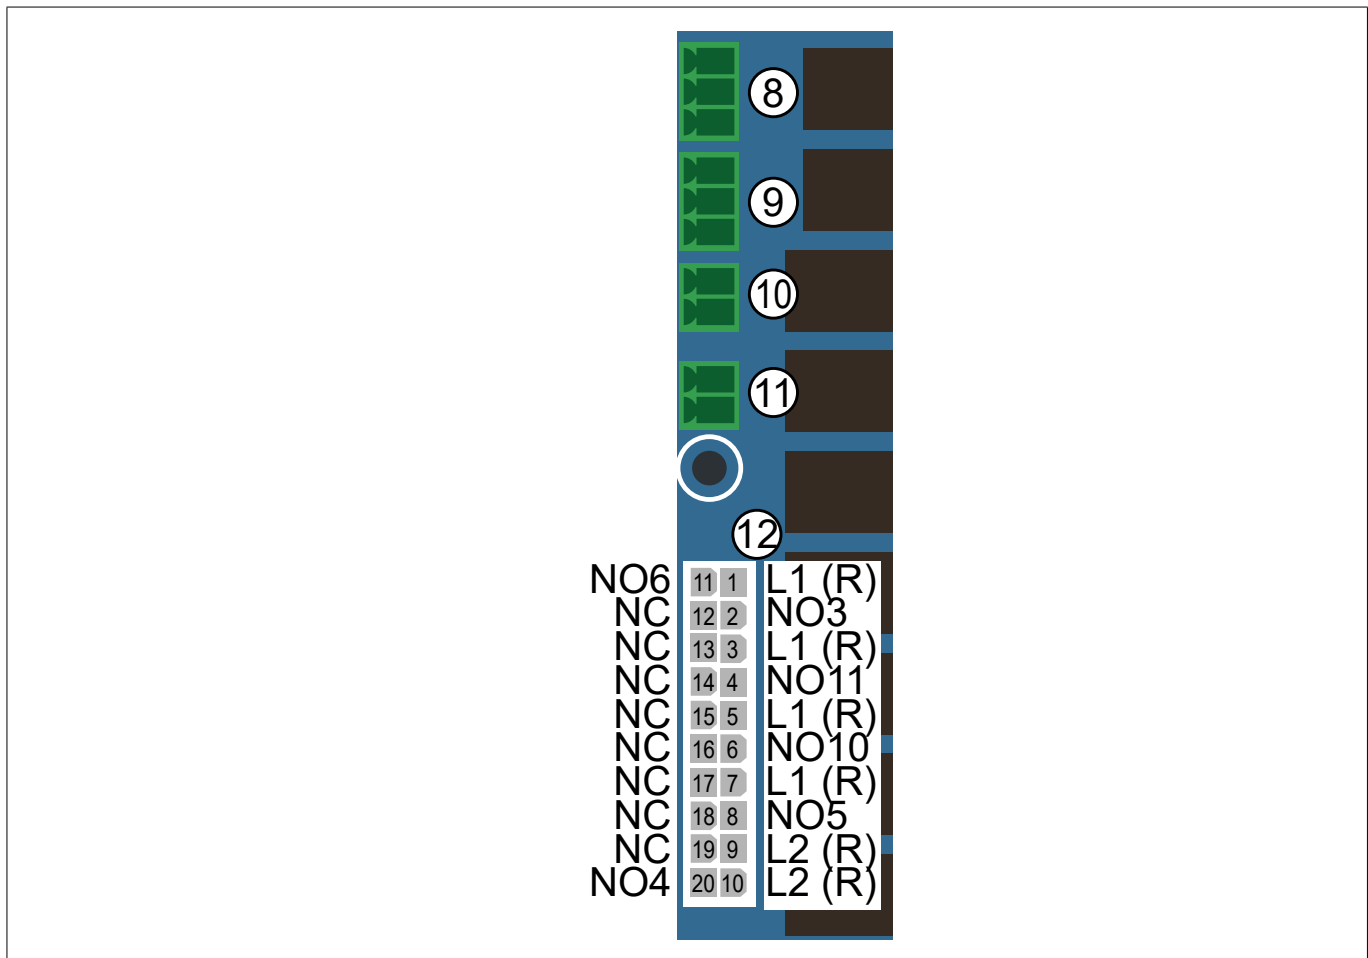 8
9
10
11
12
NO6 11 1 L1 (R)
NC 12 2 NO3
NC 13 3 L1 (R)
NC 14 4 NO11
NC 15 5 L1 (R)
NC 16 6 NO10
NC 17 7 L1 (R)
NC 18 8 NO5
NC 19 9 L2 (R)
NO4 20 10 L2 (R)